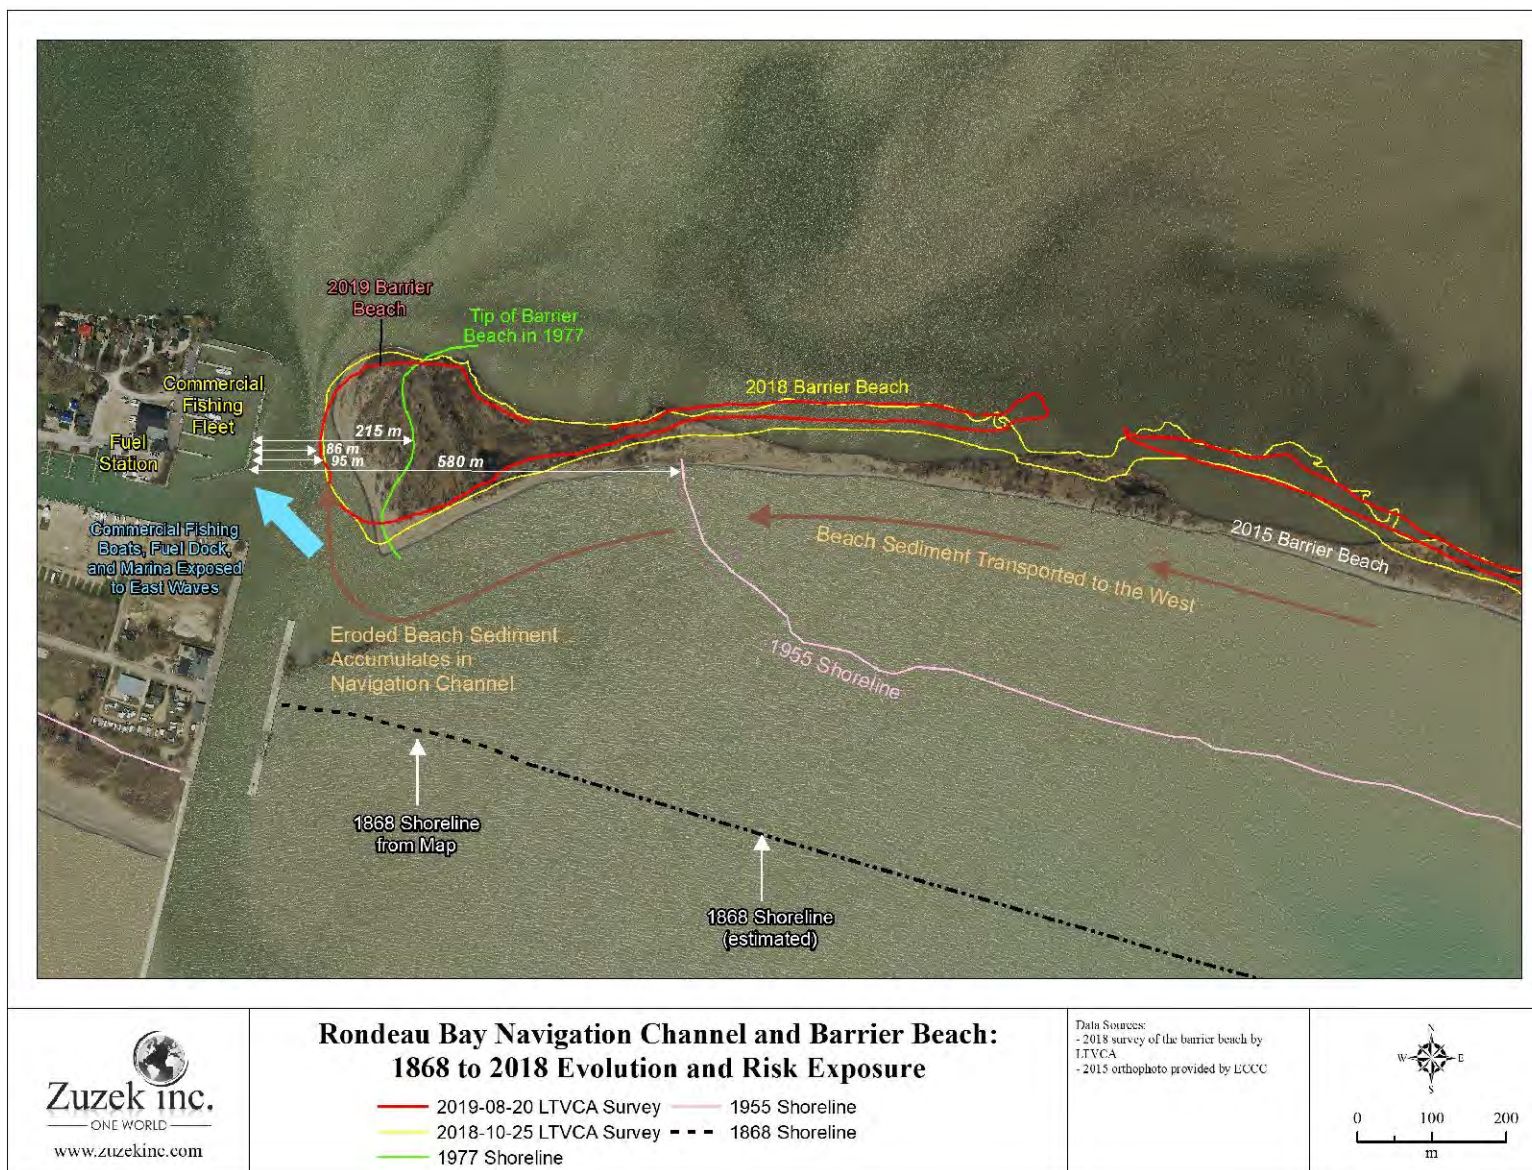 2019 Barrier
Beach
Tip of Barrier
Beach in 1977
2018 Barrier Beach
Commercial
Fishing
Fleet
Fuel
Station
215 m
86 m
95 m
580 m
Commercial Fishing
Boats, Fuel Dock,
and Marina Exposed
to East Waves
2015 Barrier Beach
Beach Sediment Transported to the West
Eroded Beach Sediment
Accumulates in
Navigation Channel
1955 Shoreline
1868 Shoreline
from Map
1868 Shoreline
(estimated)
Zuzek inc.
ONE WORLD
www.zuzekinc.com
Rondeau Bay Navigation Channel and Barrier Beach:
1868 to 2018 Evolution and Risk Exposure
2019-08-20 LTVCA Survey
1955 Shoreline
2018-10-25 LTVCA Survey
1868 Shoreline
1977 Shoreline
Data Sources:
- 2018 survey of the barrier beach by
LTVCA
- 2015 orthophoto provided by ECCC
N
W
E
S
0 100 200
m